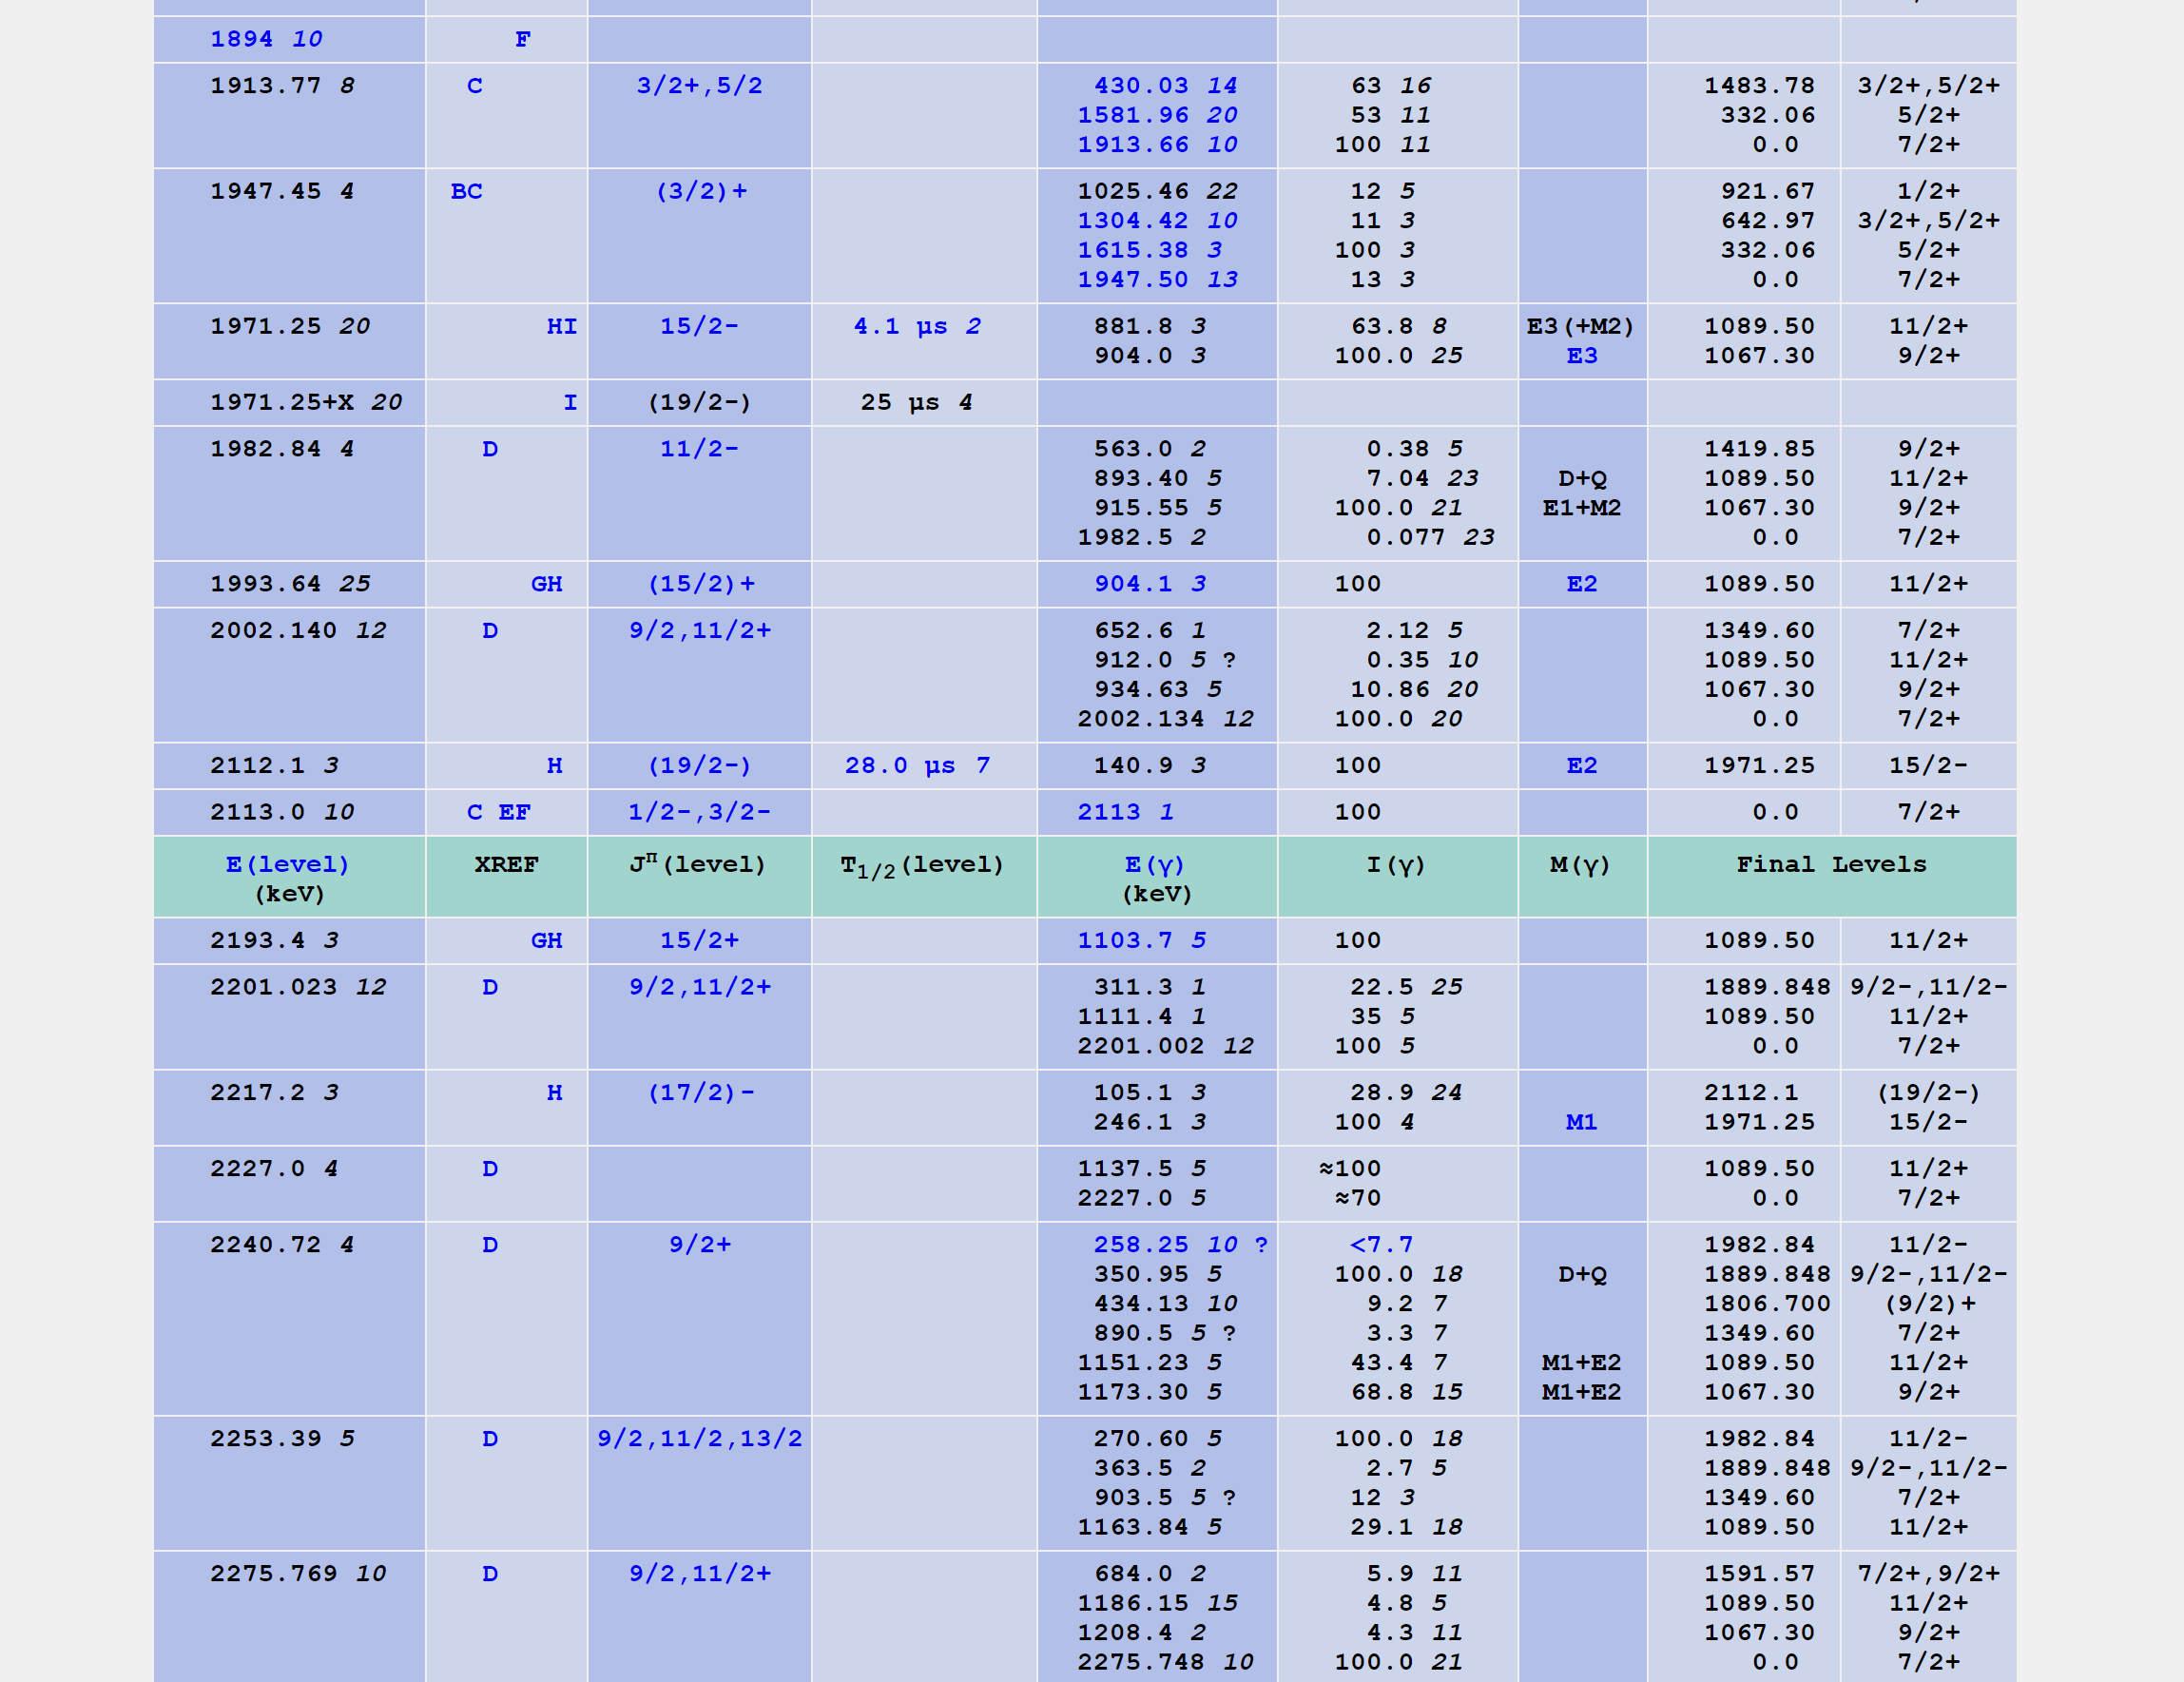 1894 10 F
1913.77 8 C 3/2+,5/2 430.03 14 63 16 1483.78 3/2+,5/2+
1581.96 20 53 11 332.06 5/2+
1913.66 10 100 11 0.0 7/2+
1947.45 4 BC (3/2)+ 1025.46 22 12 5 921.67 1/2+
1304.42 10 11 3 642.97 3/2+,5/2+
1615.38 3 100 3 332.06 5/2+
1947.50 13 13 3 0.0 7/2+
1971.25 20 HI 15/2- 4.1 µs 2 881.8 3 63.8 8 E3(+M2) 1089.50 11/2+
904.0 3 100.0 25 E3 1067.30 9/2+
1971.25+X 20 I (19/2-) 25 µs 4
1982.84 4 D 11/2- 563.0 2 0.38 5 1419.85 9/2+
893.40 5 7.04 23 D+Q 1089.50 11/2+
915.55 5 100.0 21 E1+M2 1067.30 9/2+
1982.5 2 0.077 23 0.0 7/2+
1993.64 25 GH (15/2)+ 904.1 3 100 E2 1089.50 11/2+
2002.140 12 D 9/2,11/2+ 652.6 1 2.12 5 1349.60 7/2+
912.0 5 ? 0.35 10 1089.50 11/2+
934.63 5 10.86 20 1067.30 9/2+
2002.134 12 100.0 20 0.0 7/2+
2112.1 3 H (19/2-) 28.0 µs 7 140.9 3 100 E2 1971.25 15/2-
2113.0 10 C EF 1/2-,3/2- 2113 1 100 0.0 7/2+
E(level) XREF Jπ(level) T1/2(level) E(γ) I(γ) M(γ) Final Levels
(keV) (keV)
2193.4 3 GH 15/2+ 1103.7 5 100 1089.50 11/2+
2201.023 12 D 9/2,11/2+ 311.3 1 22.5 25 1889.848 9/2-,11/2-
1111.4 1 35 5 1089.50 11/2+
2201.002 12 100 5 0.0 7/2+
2217.2 3 H (17/2)- 105.1 3 28.9 24 2112.1 (19/2-)
246.1 3 100 4 M1 1971.25 15/2-
2227.0 4 D 1137.5 5 ≈100 1089.50 11/2+
2227.0 5 ≈70 0.0 7/2+
2240.72 4 D 9/2+ 258.25 10 ? <7.7 1982.84 11/2-
350.95 5 100.0 18 D+Q 1889.848 9/2-,11/2-
434.13 10 9.2 7 1806.700 (9/2)+
890.5 5 ? 3.3 7 1349.60 7/2+
1151.23 5 43.4 7 M1+E2 1089.50 11/2+
1173.30 5 68.8 15 M1+E2 1067.30 9/2+
2253.39 5 D 9/2,11/2,13/2 270.60 5 100.0 18 1982.84 11/2-
363.5 2 2.7 5 1889.848 9/2-,11/2-
903.5 5 ? 12 3 1349.60 7/2+
1163.84 5 29.1 18 1089.50 11/2+
2275.769 10 D 9/2,11/2+ 684.0 2 5.9 11 1591.57 7/2+,9/2+
1186.15 15 4.8 5 1089.50 11/2+
1208.4 2 4.3 11 1067.30 9/2+
2275.748 10 100.0 21 0.0 7/2+